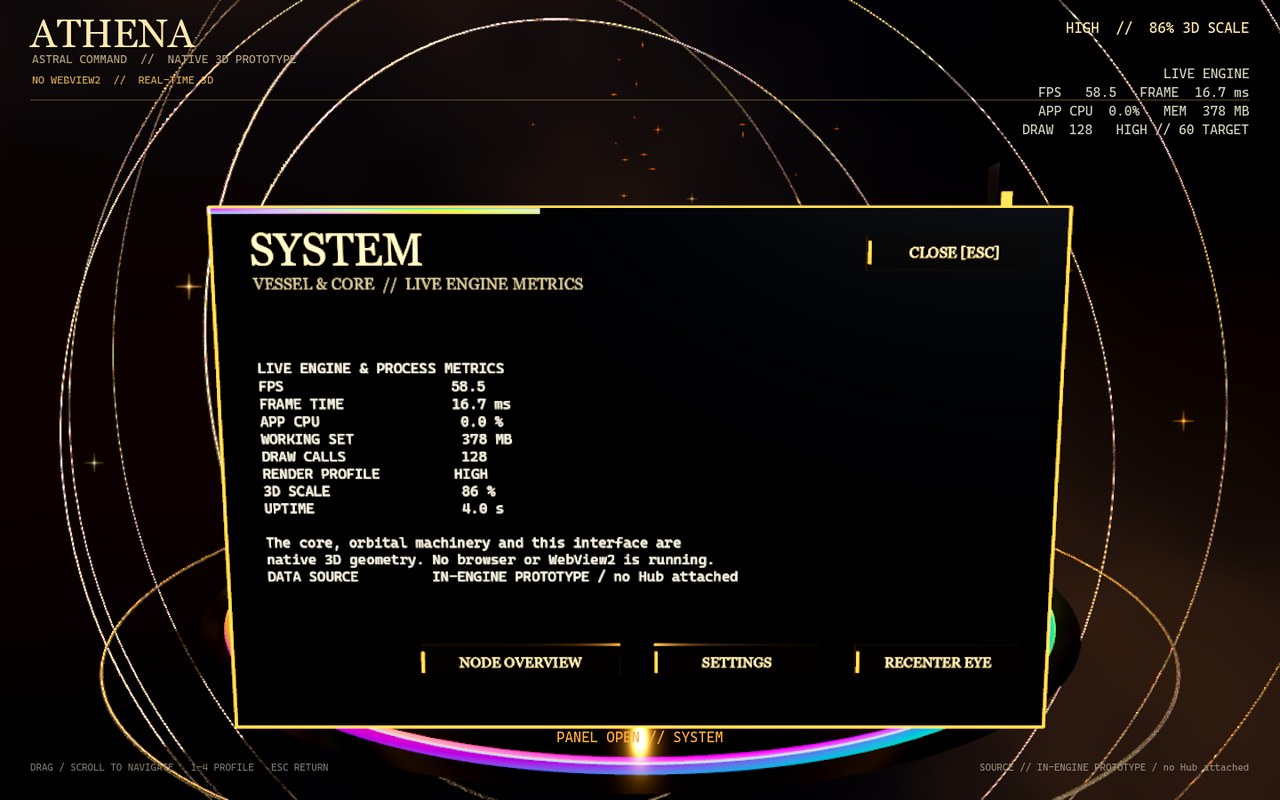 ATHENA
ASTRAL COMMAND // NATIVE 3D PROTOTYPE
NO WEBVIEW2 // REAL-TIME 3D
HIGH // 86% 3D SCALE
LIVE ENGINE
FPS 58.5 FRAME 16.7 ms
APP CPU 0.0% MEM 378 MB
DRAW 128 HIGH // 60 TARGET
SYSTEM
VESSEL & CORE // LIVE ENGINE METRICS
CLOSE [ESC]
LIVE ENGINE & PROCESS METRICS
FPS 58.5
FRAME TIME 16.7 ms
APP CPU 0.0 %
WORKING SET 378 MB
DRAW CALLS 128
RENDER PROFILE HIGH
3D SCALE 86 %
UPTIME 4.0 s
The core, orbital machinery and this interface are
native 3D geometry. No browser or WebView2 is running.
DATA SOURCE IN-ENGINE PROTOTYPE / no Hub attached
NODE OVERVIEW
SETTINGS
RECENTER EYE
PANEL OPEN // SYSTEM
DRAG / SCROLL TO NAVIGATE · 1-4 PROFILE · ESC RETURN
SOURCE // IN-ENGINE PROTOTYPE / no Hub attached